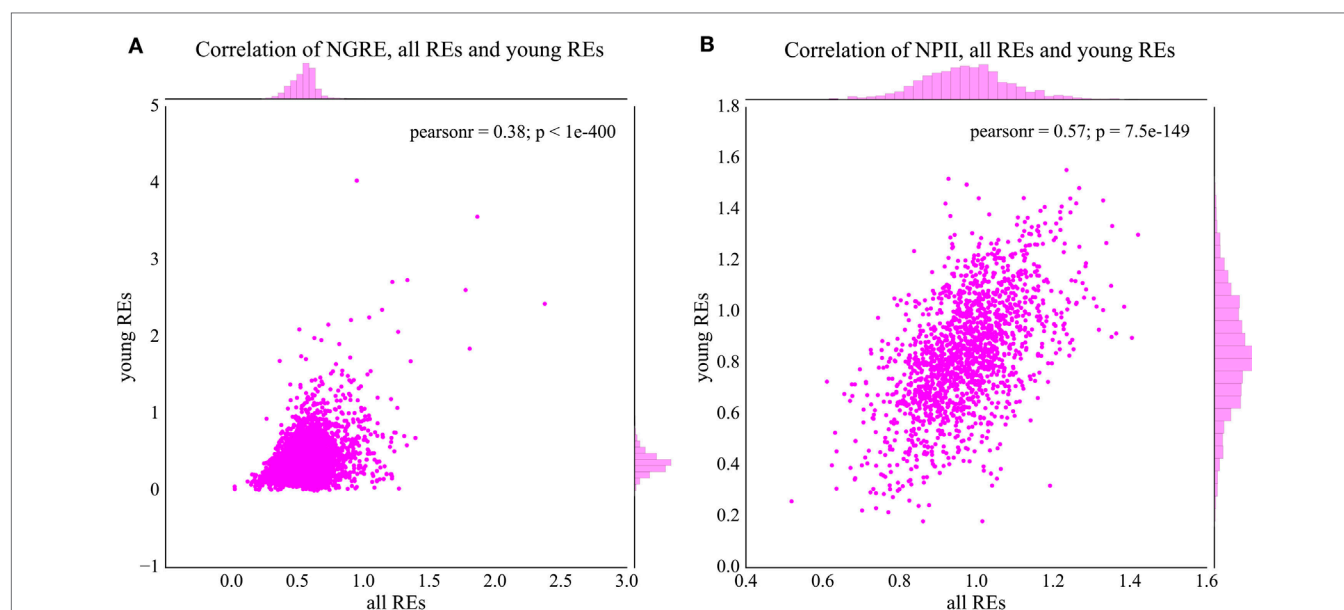 A
Correlation of NGRE, all REs and young REs
pearsonr = 0.38; p < 1e-400
5
4
3
2
1
0
−1
young REs
0.0 0.5 1.0 1.5 2.0 2.5 3.0
all REs
B
Correlation of NPII, all REs and young REs
pearsonr = 0.57; p = 7.5e-149
1.8
1.6
1.4
1.2
1.0
0.8
0.6
0.4
0.2
0.0
young REs
0.4 0.6 0.8 1.0 1.2 1.4 1.6
all REs